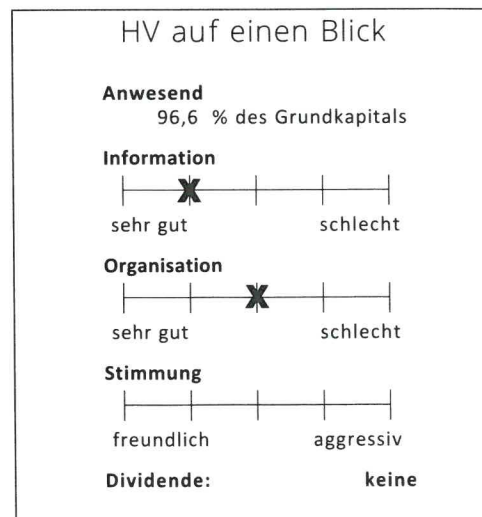 HV auf einen Blick
Anwesend
96,6 % des Grundkapitals
Information
X
sehr gut schlecht
Organisation
X
sehr gut schlecht
Stimmung
freundlich aggressiv
Dividende: keine